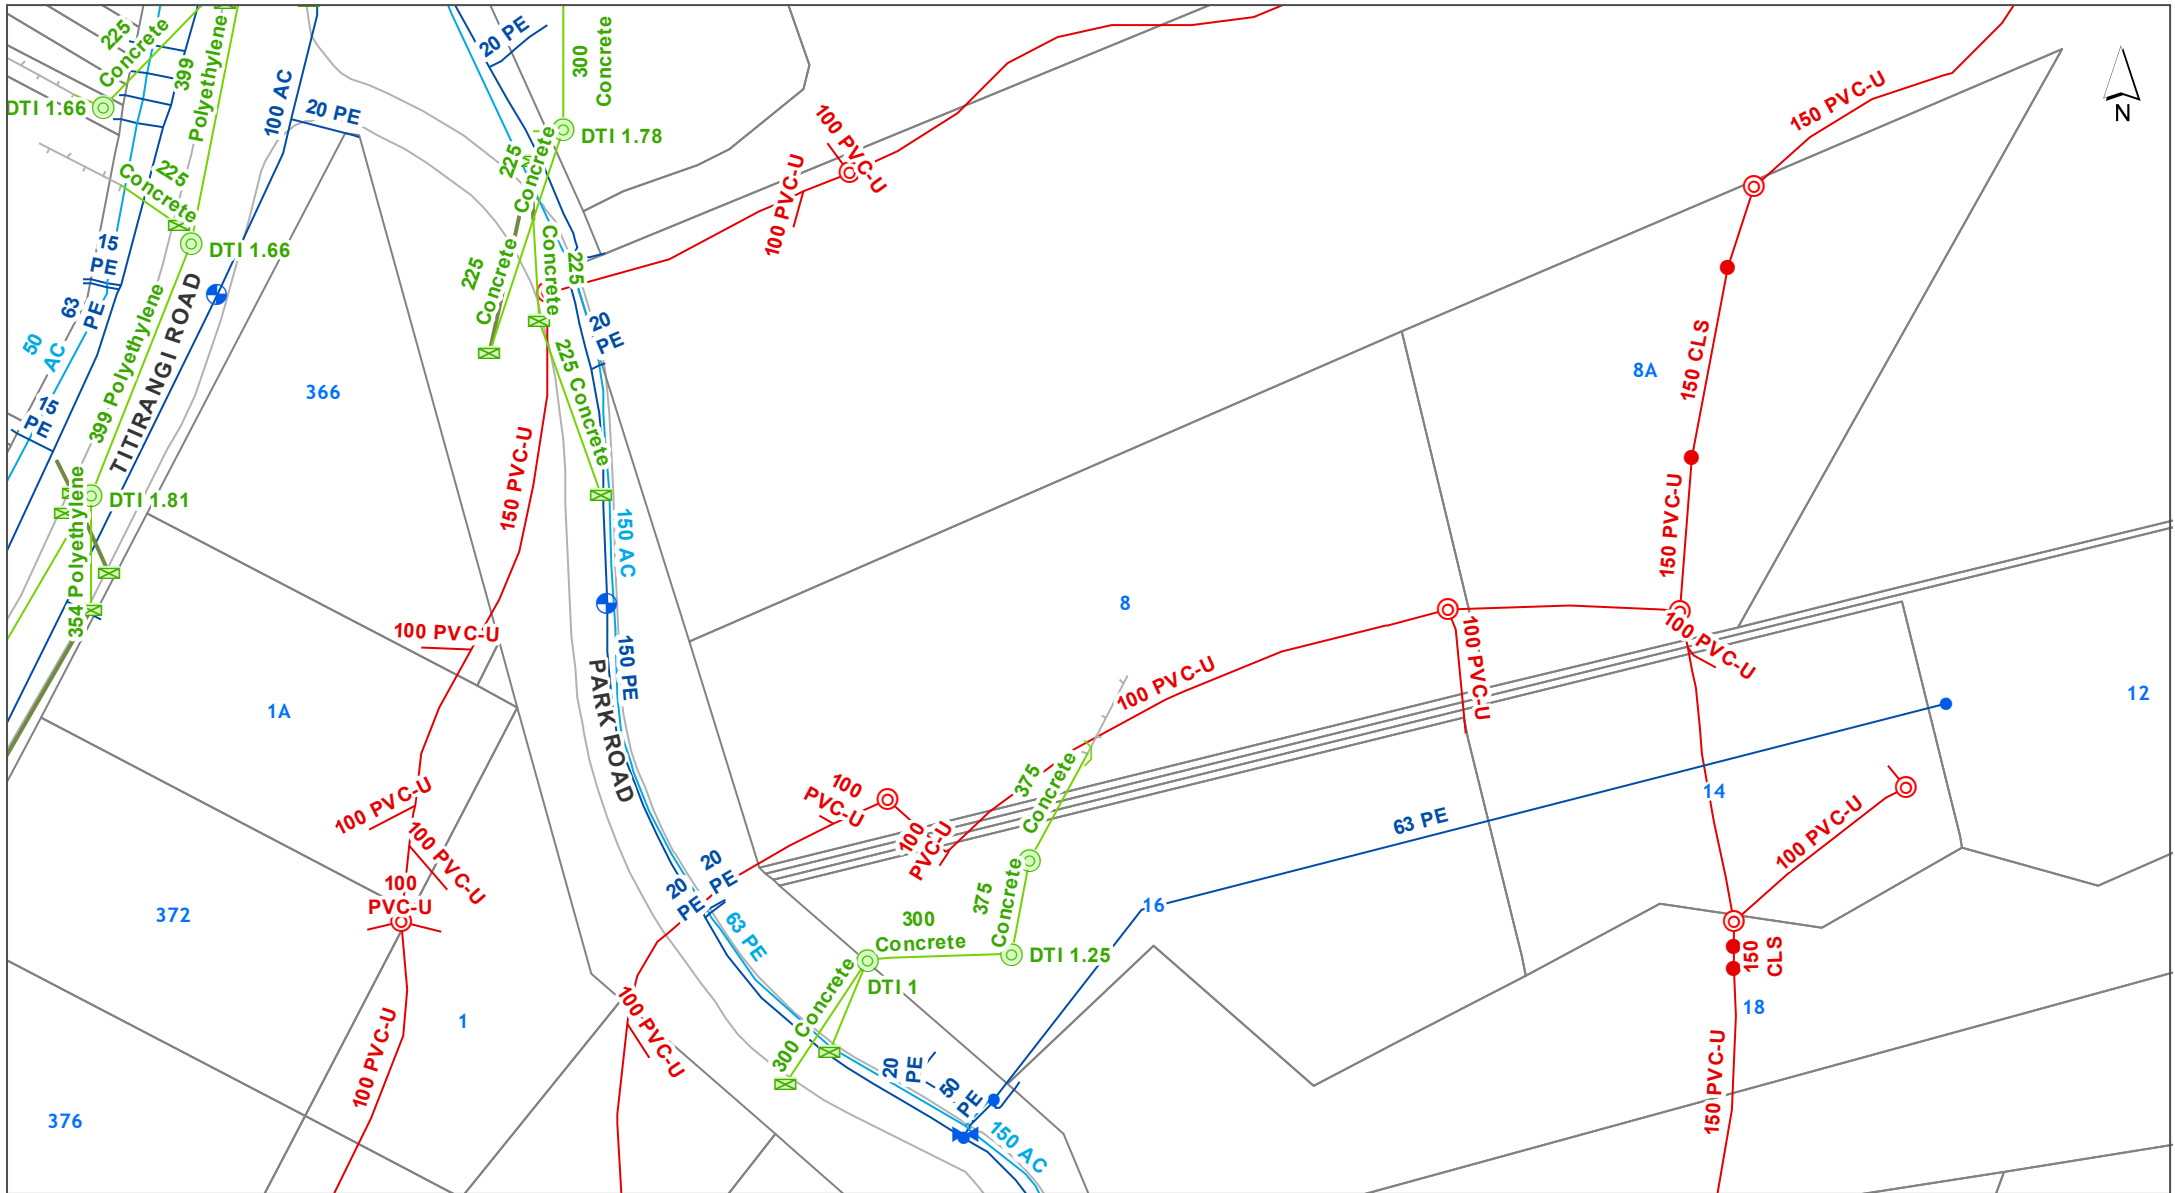 225
Concrete
399
Polyethylene
DTI 1.66
100 AC
20 PE
20 PE
300
Concrete
DTI 1.78
225
Concrete
225
Concrete
DTI 1.66
15
PE
63
PE
50
AC
15
PE
399 Polyethylene
TITIRANGI ROAD
366
225
Concrete
225
Concrete
20
PE
225 Concrete
100 PVC-U
100 PVC-U
150 PVC-U
N
150 CLS
8A
150 PVC-U
150 PVC-U
DTI 1.81
354 Polyethylene
150 AC
150 PE
PARK ROAD
8
100 PVC-U
1A
100 PVC-U
100 PVC-U
100 PVC-U
12
100 PVC-U
100 PVC-U
100
PVC-U
372
100
PVC-U
100
PVC-U
375
Concrete
63 PE
14
100 PVC-U
20
PE
20
PE
63 PE
375
Concrete
16
300
Concrete
DTI 1.25
DTI 1
300 Concrete
150
CLS
18
1
100 PVC-U
100 PVC-U
20
PE
50
PE
150 AC
150 PVC-U
376